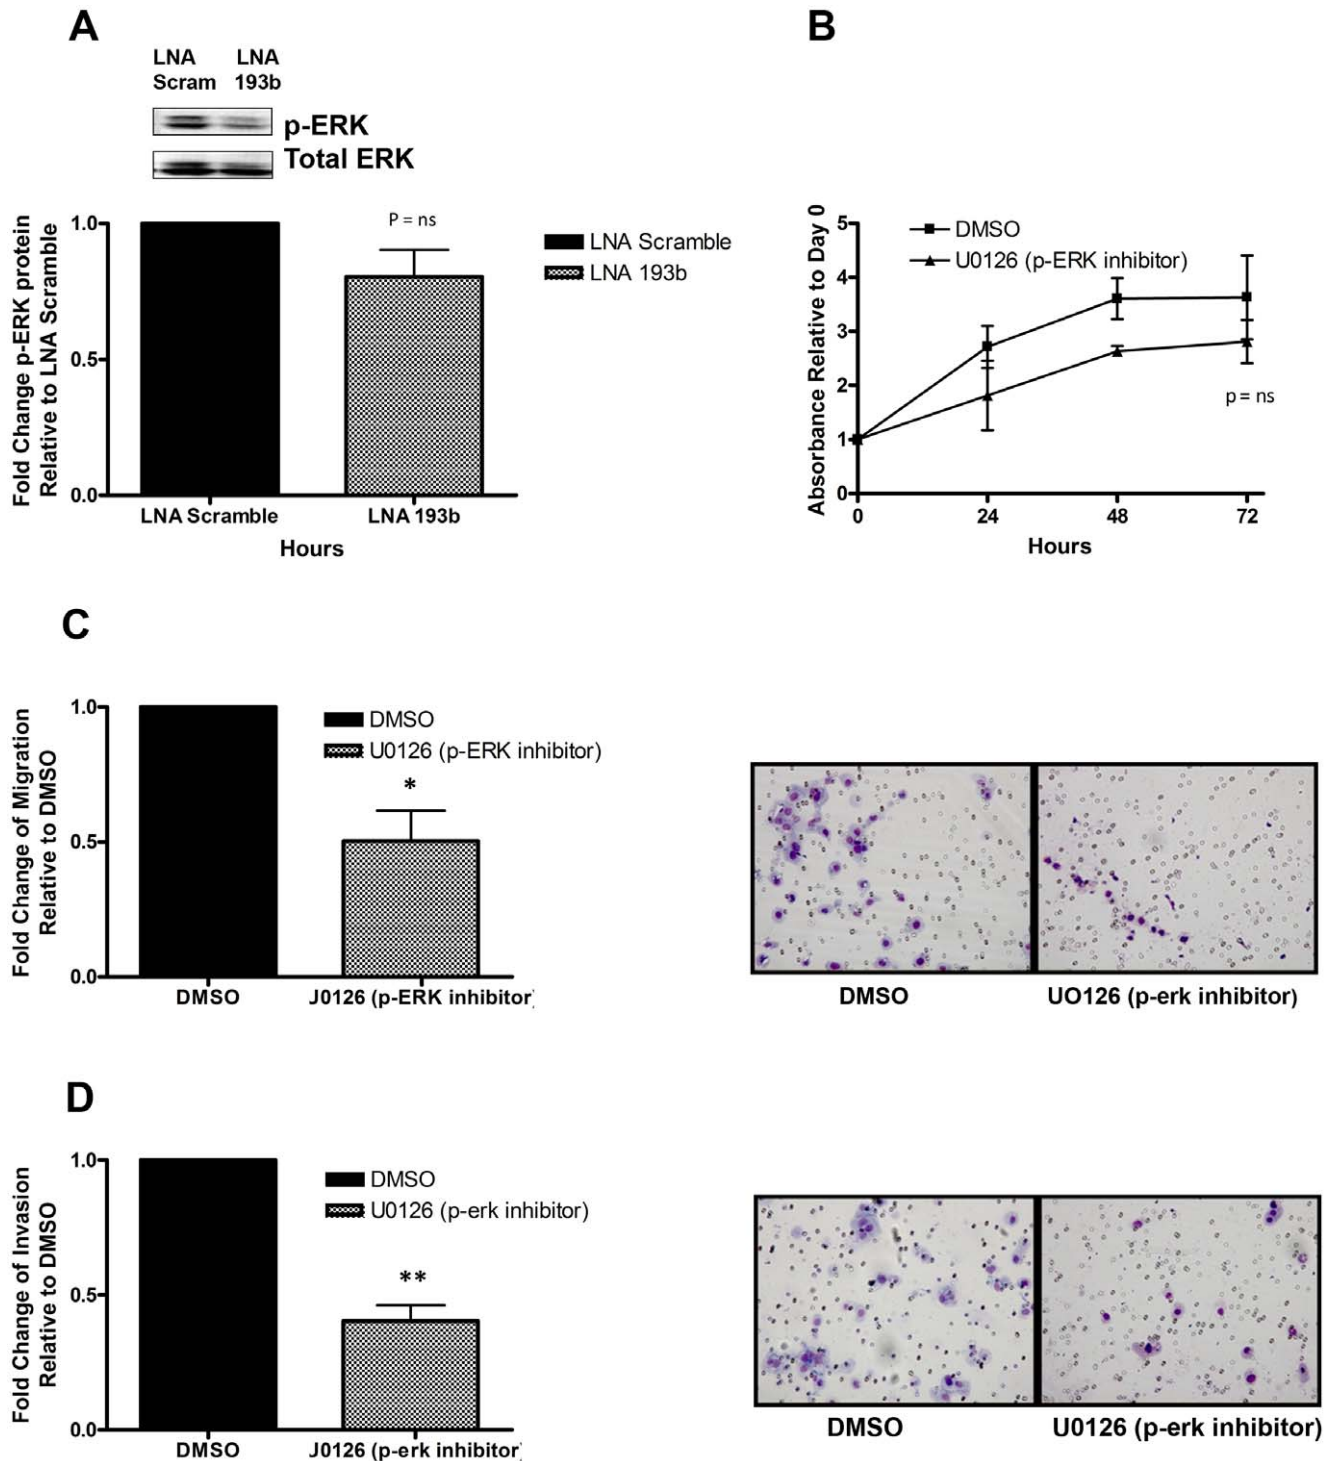 A
LNA LNA
Scram 193b
p-ERK
Total ERK
Fold Change p-ERK protein
Relative to LNA Scramble
1.0
0.5
0.0
P = ns
LNA Scramble
LNA 193b
LNA Scramble LNA 193b
Hours
B
Absorbance Relative to Day 0
5
4
3
2
1
0
DMSO
U0126 (p-ERK inhibitor)
p = ns
0 24 48 72
Hours
C
Fold Change of Migration
Relative to DMSO
1.0
0.5
0.0
DMSO
U0126 (p-ERK inhibitor)
*
DMSO J0126 (p-ERK inhibitor)
DMSO UO126 (p-erk inhibitor)
D
Fold Change of Invasion
Relative to DMSO
1.0
0.5
0.0
DMSO
U0126 (p-erk inhibitor)
**
DMSO J0126 (p-erk inhibitor)
DMSO U0126 (p-erk inhibitor)